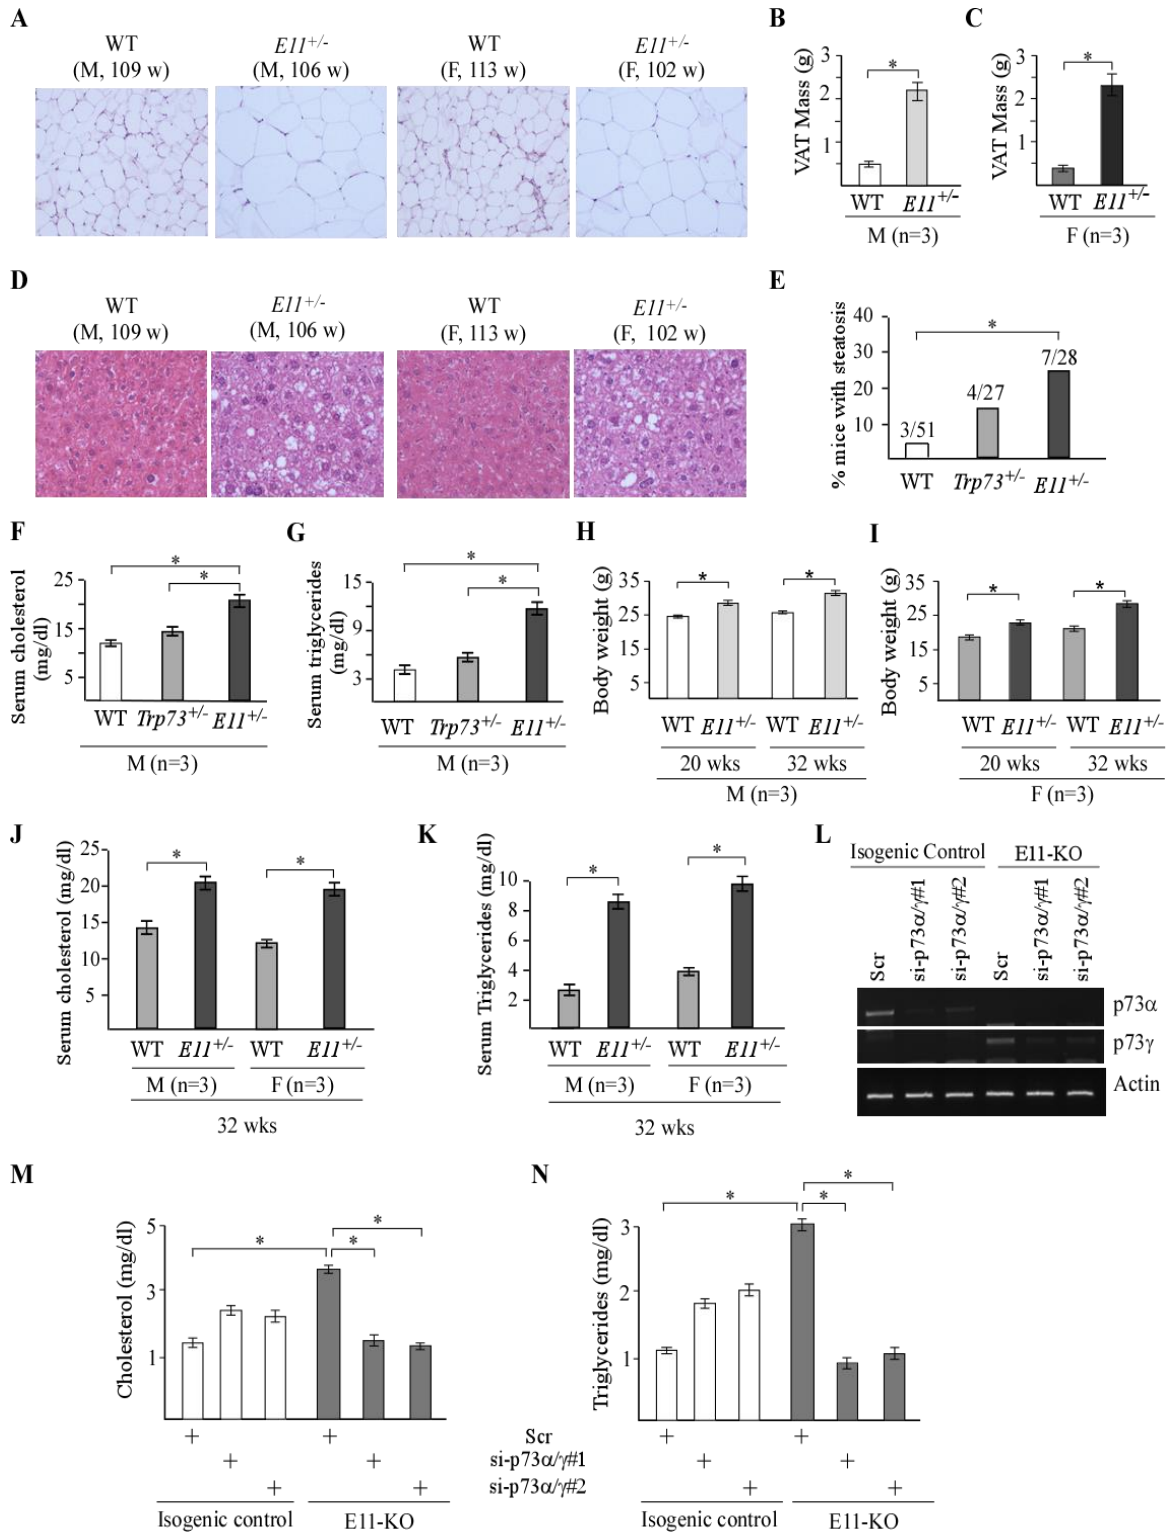 A
WT
(M, 109 w)
E11+/-
(M, 106 w)
WT
(F, 113 w)
E11+/-
(F, 102 w)
B
VAT Mass (g)
3
2
1
*
WT E11+/-
M (n=3)
C
VAT Mass (g)
3
2
1
*
WT E11+/-
F (n=3)
D
WT
(M, 109 w)
E11+/-
(M, 106 w)
WT
(F, 113 w)
E11+/-
(F, 102 w)
E
% mice with steatosis
40
30
20
10
*
3/51
4/27
7/28
WT Trp73+/- E11+/-
F
Serum cholesterol
(mg/dl)
25
15
5
*
*
WT Trp73+/- E11+/-
M (n=3)
G
Serum triglycerides
(mg/dl)
15
9
3
*
*
WT Trp73+/- E11+/-
M (n=3)
H
Body weight (g)
35
25
15
5
*
*
WT E11+/- WT E11+/-
20 wks 32 wks
M (n=3)
I
Body weight (g)
35
25
15
5
*
*
WT E11+/- WT E11+/-
20 wks 32 wks
F (n=3)
J
Serum cholesterol (mg/dl)
25
20
15
10
5
*
*
WT E11+/- WT E11+/-
M (n=3) F (n=3)
32 wks
K
Serum Triglycerides (mg/dl)
10
8
6
4
2
*
*
WT E11+/- WT E11+/-
M (n=3) F (n=3)
32 wks
L
Isogenic Control E11-KO
Scr
si-p73α/γ#1
si-p73α/γ#2
Scr
si-p73α/γ#1
si-p73α/γ#2
p73α
p73γ
Actin
M
Cholesterol (mg/dl)
5
3
1
*
*
*
N
Triglycerides (mg/dl)
3
2
1
*
*
*
+ + Scr + +
+ + si-p73α/γ#1 + +
+ + si-p73α/γ#2 + +
Isogenic control E11-KO
Isogenic control E11-KO